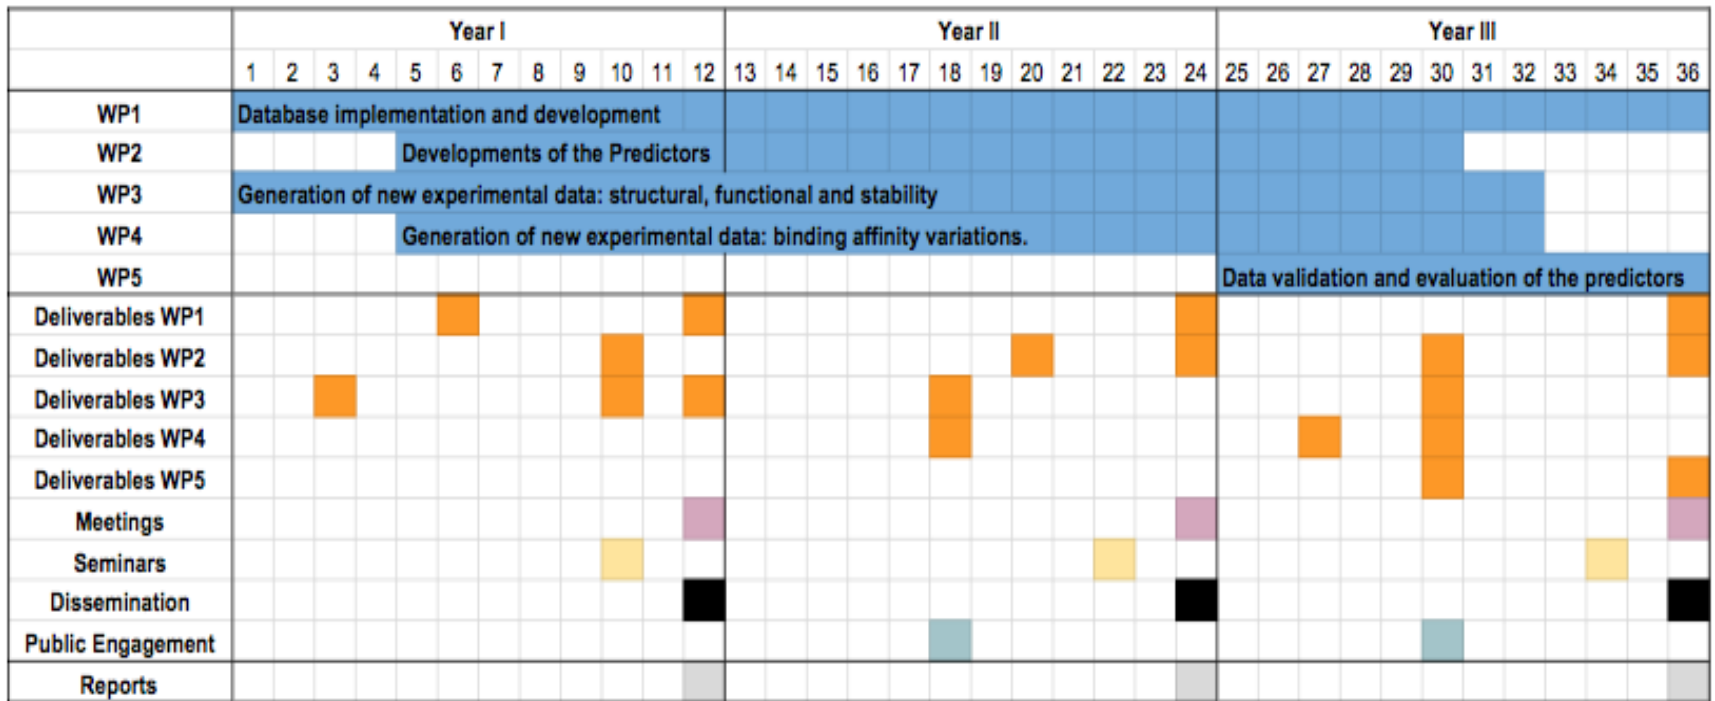 Year I Year II Year III
1 2 3 4 5 6 7 8 9 10 11 12 13 14 15 16 17 18 19 20 21 22 23 24 25 26 27 28 29 30 31 32 33 34 35 36
WP1 Database implementation and development
WP2 Developments of the Predictors
WP3 Generation of new experimental data: structural, functional and stability
WP4 Generation of new experimental data: binding affinity variations.
WP5 Data validation and evaluation of the predictors
Deliverables WP1
Deliverables WP2
Deliverables WP3
Deliverables WP4
Deliverables WP5
Meetings
Seminars
Dissemination
Public Engagement
Reports